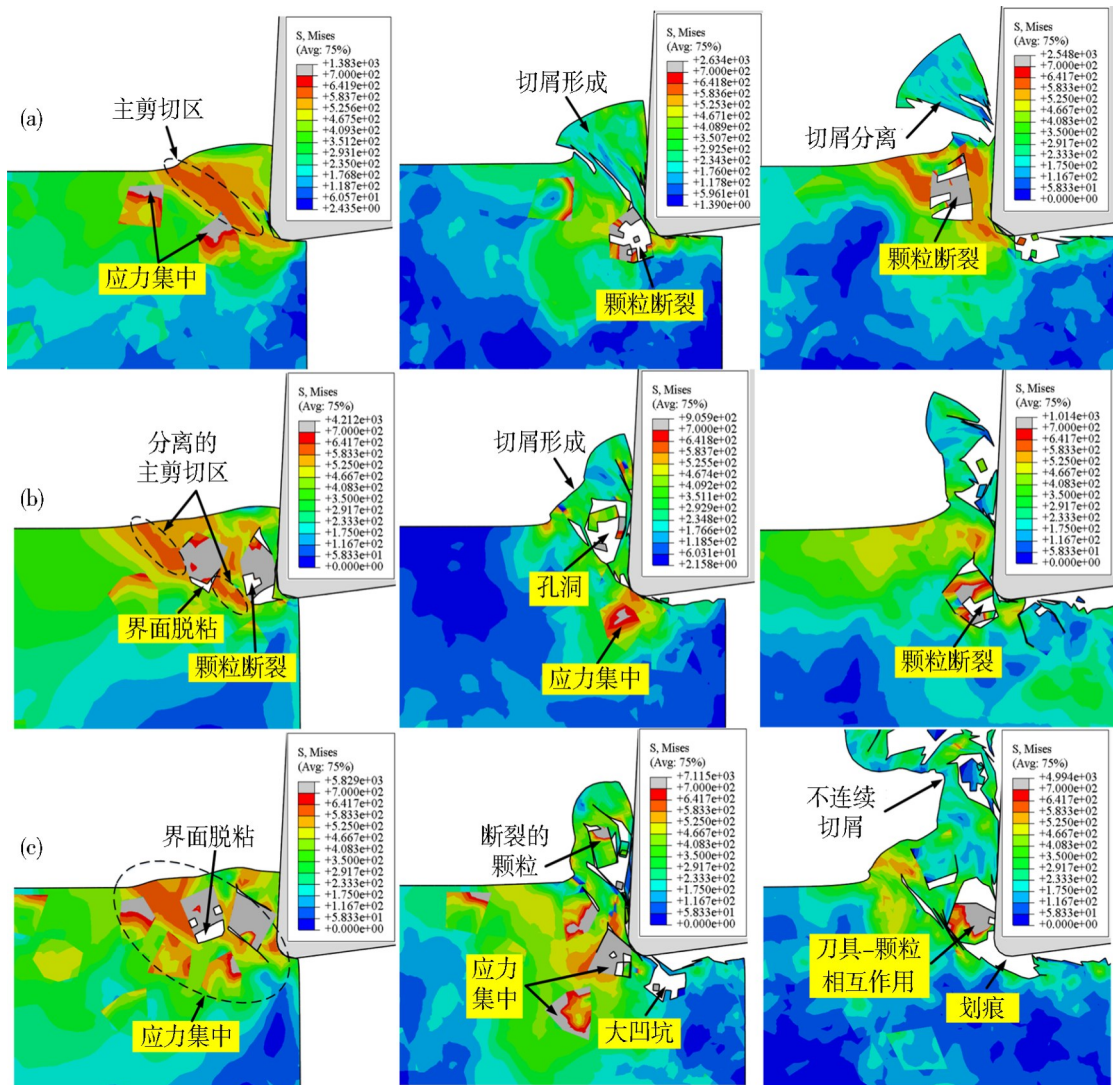 (a)
S, Mises
(Avg: 75%)
+1.383e+03
+7.000e+02
+6.419e+02
+5.837e+02
+5.256e+02
+4.675e+02
+4.093e+02
+3.512e+02
+2.931e+02
+2.350e+02
+1.768e+02
+1.187e+02
+6.057e+01
+2.435e+00
主剪切区
应力集中
S, Mises
(Avg: 75%)
+2.634e+03
+7.000e+02
+6.418e+02
+5.836e+02
+5.253e+02
+4.671e+02
+4.089e+02
+3.507e+02
+2.925e+02
+2.343e+02
+1.760e+02
+1.178e+02
+5.961e+01
+1.390e+00
切屑形成
颗粒断裂
S, Mises
(Avg: 75%)
+2.548e+03
+7.000e+02
+6.417e+02
+5.833e+02
+5.250e+02
+4.667e+02
+4.083e+02
+3.500e+02
+2.917e+02
+2.333e+02
+1.750e+02
+1.167e+02
+5.833e+01
+0.000e+00
切屑分离
颗粒断裂
(b)
S, Mises
(Avg: 75%)
+4.212e+03
+7.000e+02
+6.417e+02
+5.833e+02
+5.250e+02
+4.667e+02
+4.083e+02
+3.500e+02
+2.917e+02
+2.333e+02
+1.750e+02
+1.167e+02
+5.833e+01
+0.000e+00
分离的
主剪切区
界面脱粘
颗粒断裂
S, Mises
(Avg: 75%)
+9.059e+02
+7.000e+02
+6.418e+02
+5.837e+02
+5.255e+02
+4.674e+02
+4.092e+02
+3.511e+02
+2.929e+02
+2.348e+02
+1.766e+02
+1.185e+02
+6.031e+01
+2.158e+00
切屑形成
孔洞
应力集中
S, Mises
(Avg: 75%)
+1.014e+03
+7.000e+02
+6.417e+02
+5.833e+02
+5.250e+02
+4.667e+02
+4.083e+02
+3.500e+02
+2.917e+02
+2.333e+02
+1.750e+02
+1.167e+02
+5.833e+01
+0.000e+00
颗粒断裂
(c)
S, Mises
(Avg: 75%)
+5.829e+03
+7.000e+02
+6.417e+02
+5.833e+02
+5.250e+02
+4.667e+02
+4.083e+02
+3.500e+02
+2.917e+02
+2.333e+02
+1.750e+02
+1.167e+02
+5.833e+01
+0.000e+00
界面脱粘
应力集中
S, Mises
(Avg: 75%)
+7.115e+03
+7.000e+02
+6.417e+02
+5.833e+02
+5.250e+02
+4.667e+02
+4.083e+02
+3.500e+02
+2.917e+02
+2.333e+02
+1.750e+02
+1.167e+02
+5.833e+01
+0.000e+00
断裂的
颗粒
应力
集中
大凹坑
S, Mises
(Avg: 75%)
+4.994e+03
+7.000e+02
+6.417e+02
+5.833e+02
+5.250e+02
+4.667e+02
+4.083e+02
+3.500e+02
+2.917e+02
+2.333e+02
+1.750e+02
+1.167e+02
+5.833e+01
+0.000e+00
不连续
切屑
刀具-颗粒
相互作用
划痕